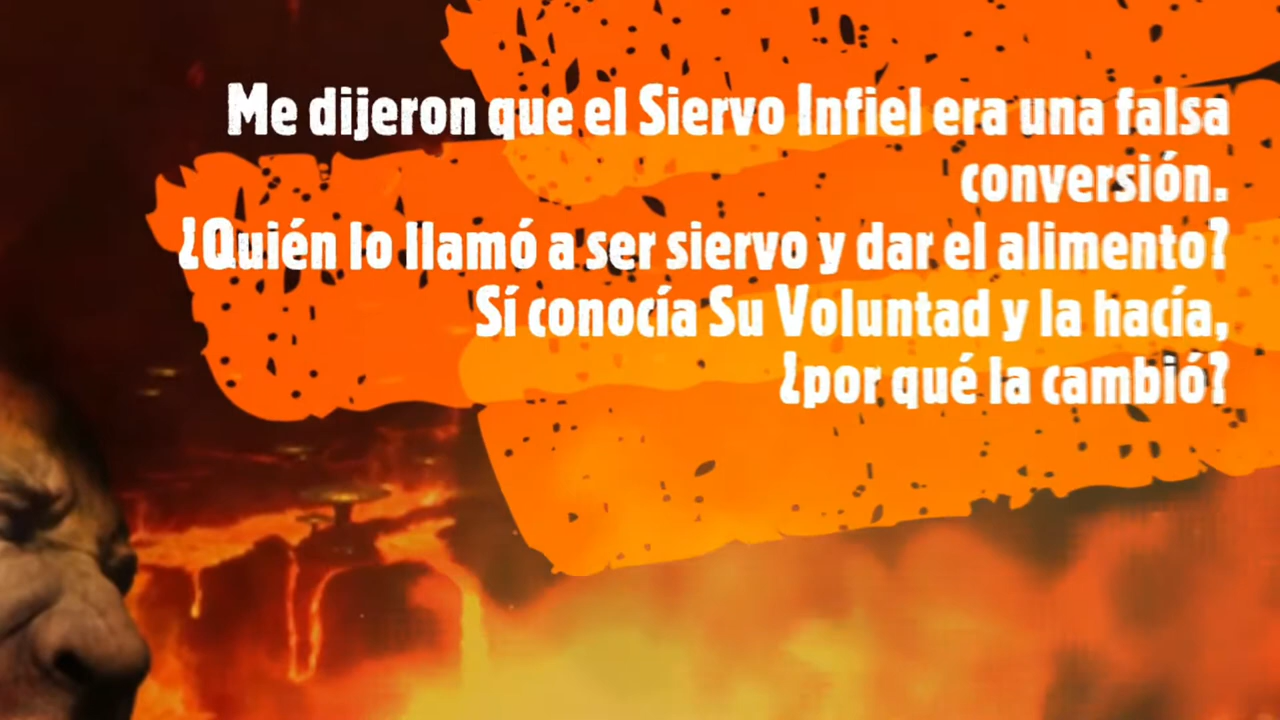 Me dijeron que el Siervo Infiel era una falsa
conversión.
¿Quién lo llamó a ser siervo y dar el alimento?
Sí conocía Su Voluntad y la hacía,
¿por qué la cambió?